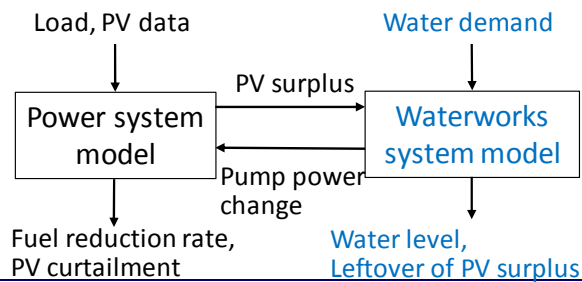 Load, PV data
Water demand
PV surplus
Power system
model
Waterworks
system model
Pump power
change
Fuel reduction rate,
PV curtailment
Water level,
Leftover of PV surplus